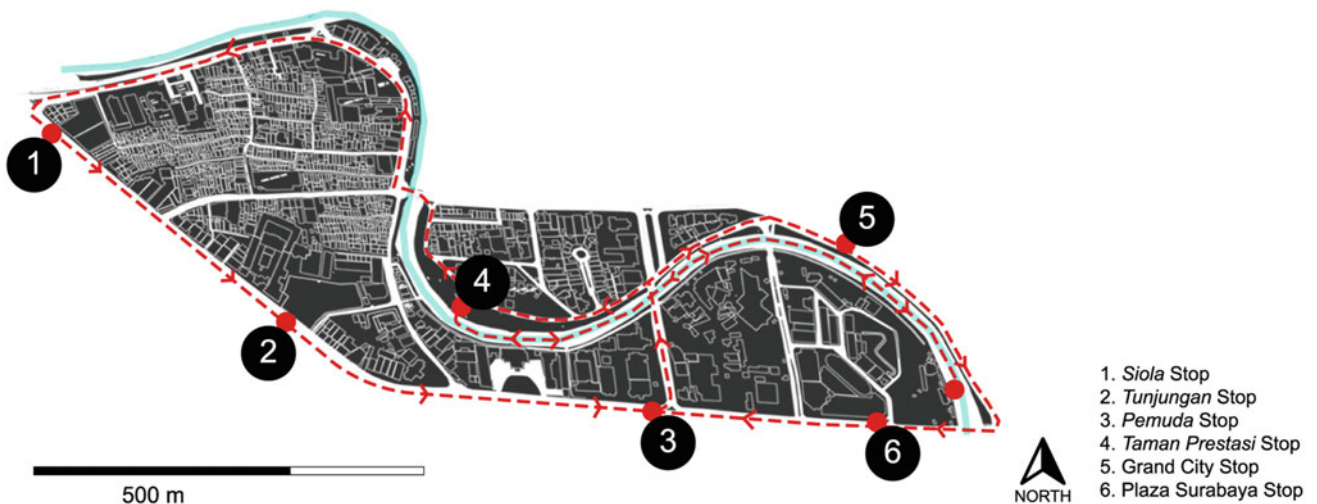 1
2
3
4
5
6
500 m
NORTH
1. Siola Stop
2. Tunjungan Stop
3. Pemuda Stop
4. Taman Prestasi Stop
5. Grand City Stop
6. Plaza Surabaya Stop